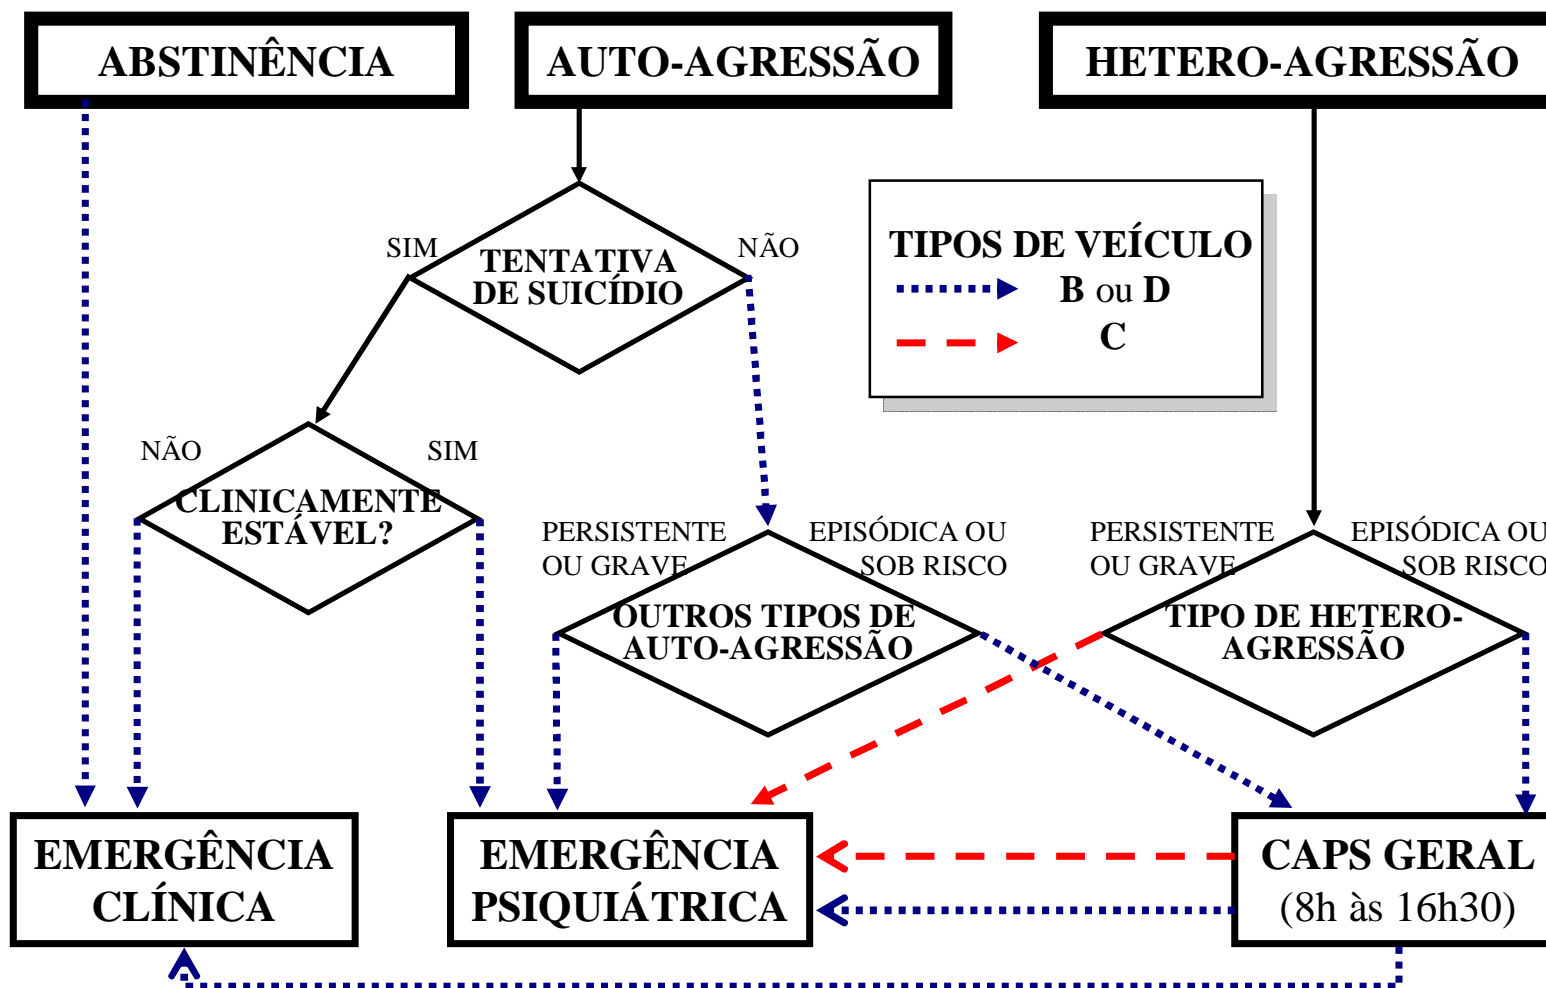 ABSTINÊNCIA
AUTO-AGRESSÃO
HETERO-AGRESSÃO
SIM
TENTATIVA
DE SUICÍDIO
NÃO
TIPOS DE VEÍCULO
B ou D
C
NÃO
SIM
CLINICAMENTE
ESTÁVEL?
PERSISTENTE
OU GRAVE
EPISÓDICA OU
SOB RISCO
OUTROS TIPOS DE
AUTO-AGRESSÃO
PERSISTENTE
OU GRAVE
EPISÓDICA OU
SOB RISCO
TIPO DE HETERO-
AGRESSÃO
EMERGÊNCIA
CLÍNICA
EMERGÊNCIA
PSIQUIÁTRICA
CAPS GERAL
(8h às 16h30)